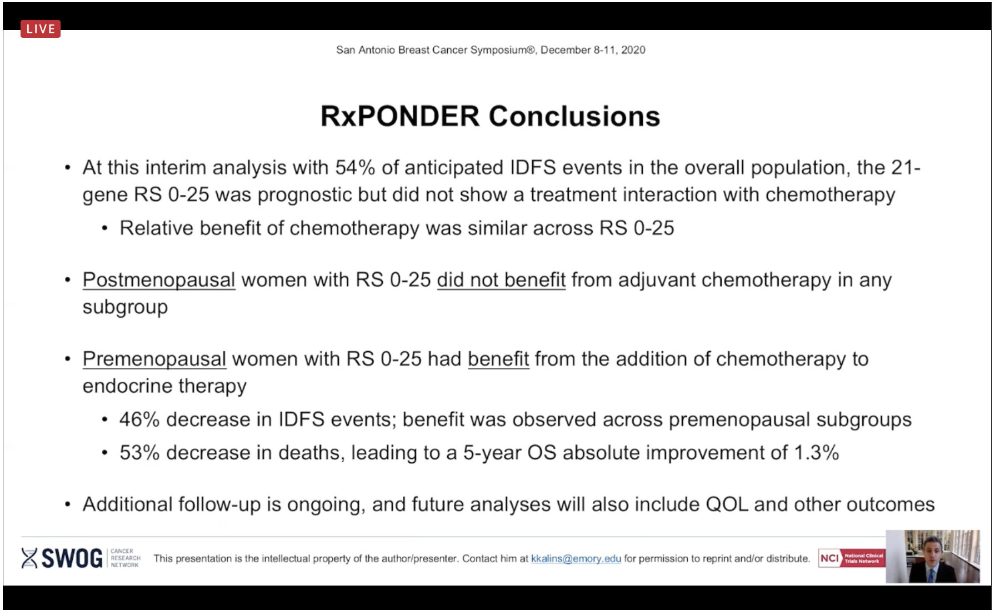 LIVE
San Antonio Breast Cancer Symposium®, December 8-11, 2020
RxPONDER Conclusions
• At this interim analysis with 54% of anticipated IDFS events in the overall population, the 21-
gene RS 0-25 was prognostic but did not show a treatment interaction with chemotherapy
• Relative benefit of chemotherapy was similar across RS 0-25
• Postmenopausal women with RS 0-25 did not benefit from adjuvant chemotherapy in any
subgroup
• Premenopausal women with RS 0-25 had benefit from the addition of chemotherapy to
endocrine therapy
• 46% decrease in IDFS events; benefit was observed across premenopausal subgroups
• 53% decrease in deaths, leading to a 5-year OS absolute improvement of 1.3%
• Additional follow-up is ongoing, and future analyses will also include QOL and other outcomes
SWOG
CANCER
RESEARCH
NETWORK
This presentation is the intellectual property of the author/presenter. Contact him at kkalins@emory.edu for permission to reprint and/or distribute.
NCI
National Clinical
Trials Network